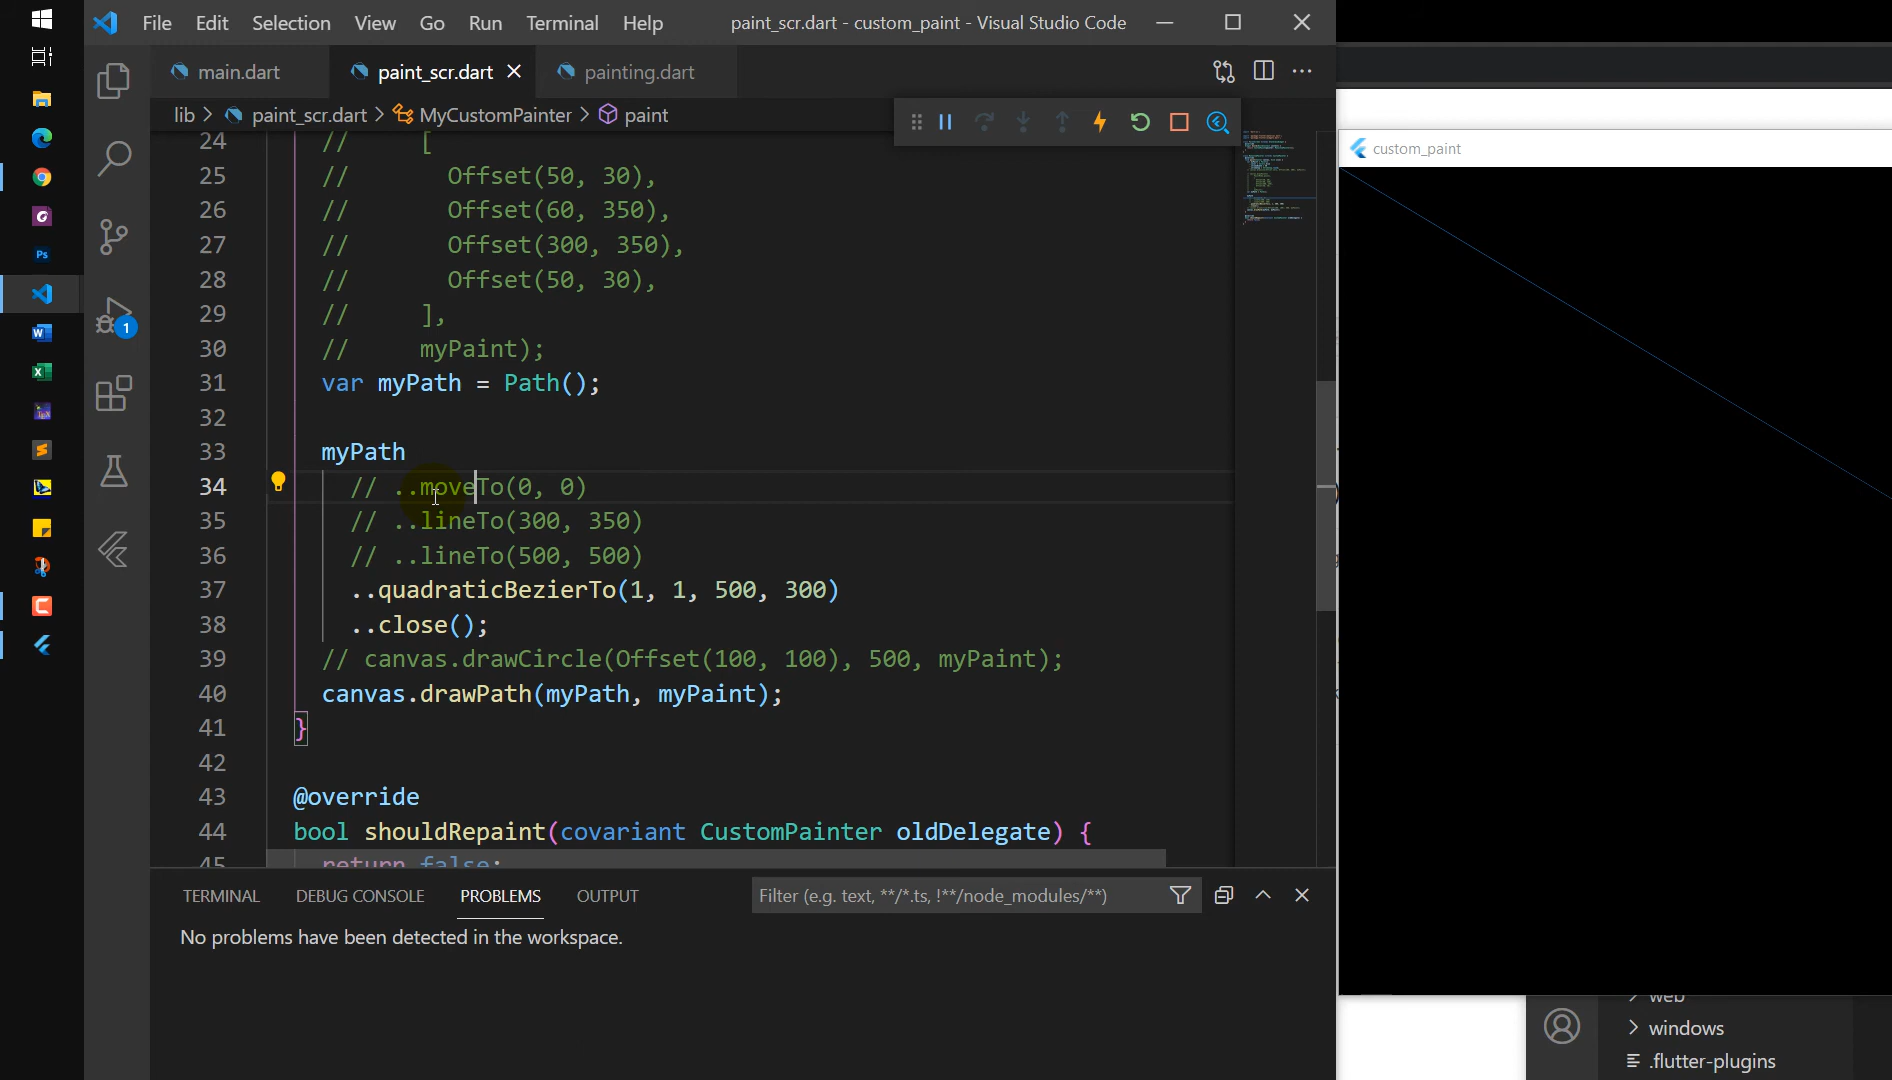 File Edit Selection View Go Run Terminal Help paint_scr.dart - custom_paint - Visual Studio Code
main.dart paint_scr.dart painting.dart
lib > paint_scr.dart > MyCustomPainter > paint
24 // [
25 // Offset(50, 30),
26 // Offset(60, 350),
27 // Offset(300, 350),
28 // Offset(50, 30),
29 // ],
30 // myPaint);
31 var myPath = Path();
32
33 myPath
34 // ..moveTo(0, 0)
35 // ..lineTo(300, 350)
36 // ..lineTo(500, 500)
37 ..quadraticBezierTo(1, 1, 500, 300)
38 ..close();
39 // canvas.drawCircle(Offset(100, 100), 500, myPaint);
40 canvas.drawPath(myPath, myPaint);
41 }
42
43 @override
44 bool shouldRepaint(covariant CustomPainter oldDelegate) {
45 return false;
TERMINAL DEBUG CONSOLE PROBLEMS OUTPUT Filter (e.g. text, **/*.ts, !**/node_modules/**)
No problems have been detected in the workspace.
1
custom_paint
web
windows
.flutter-plugins